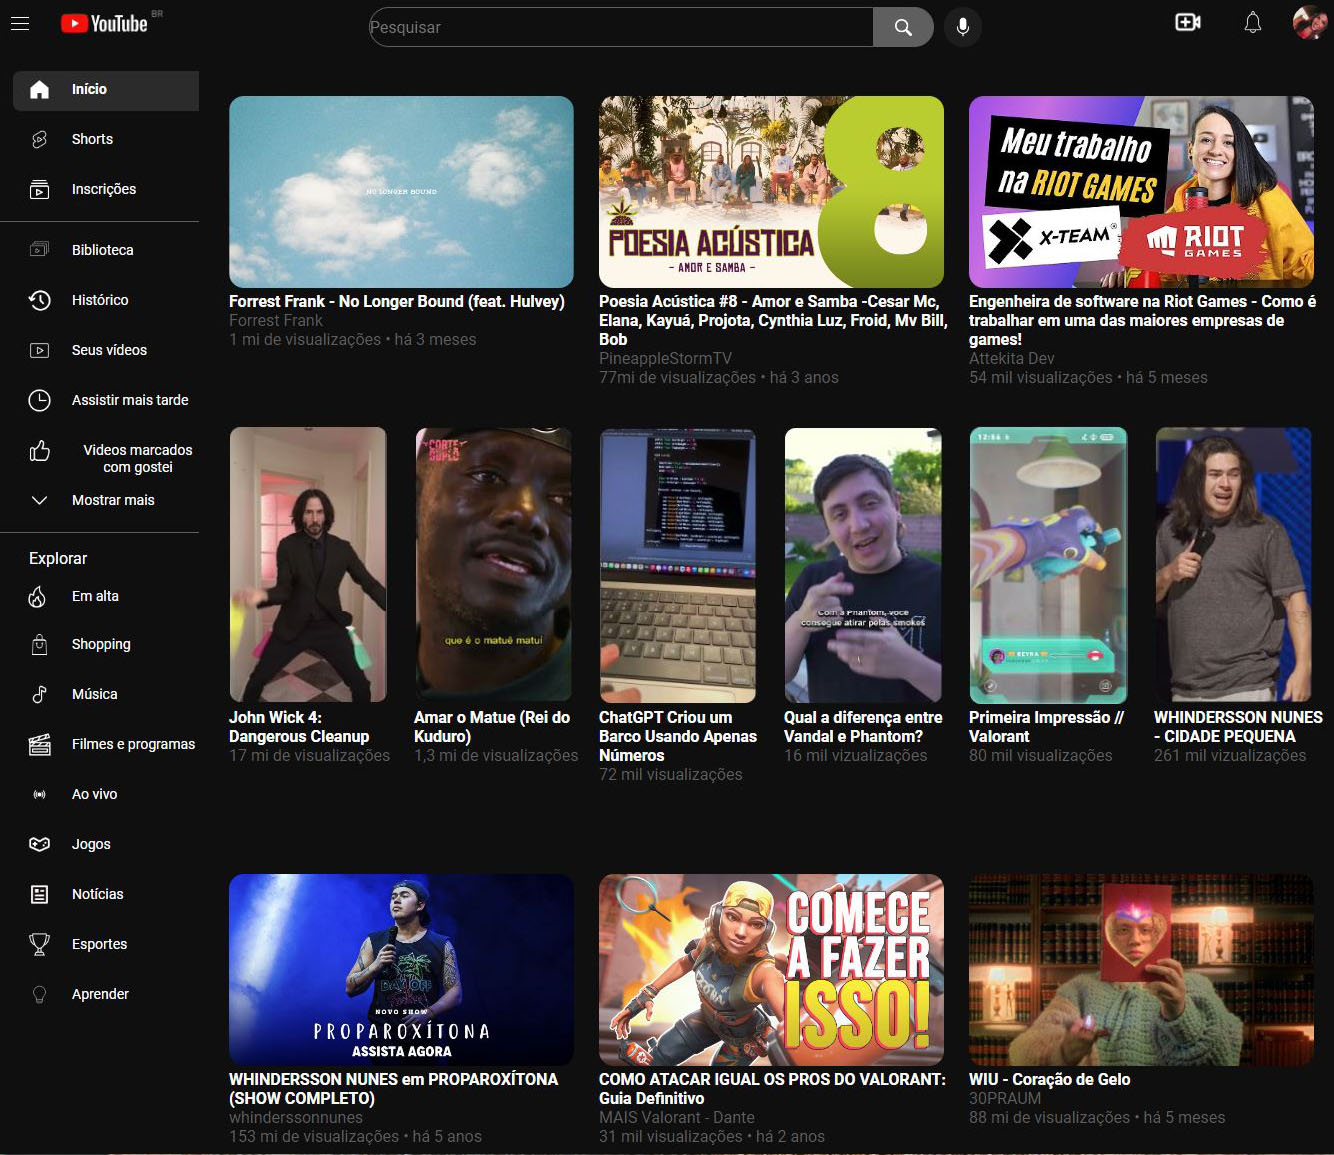 YouTube BR
Pesquisar
Início
Shorts
Inscrições
Biblioteca
Histórico
Seus vídeos
Assistir mais tarde
Videos marcados
com gostei
Mostrar mais
Explorar
Em alta
Shopping
Música
Filmes e programas
Ao vivo
Jogos
Notícias
Esportes
Aprender
NO LONGER BOUND
Forrest Frank - No Longer Bound (feat. Hulvey)
Forrest Frank
1 mi de visualizações • há 3 meses
8
POESIA ACÚSTICA
- AMOR E SAMBA -
Poesia Acústica #8 - Amor e Samba -Cesar Mc,
Elana, Kayuá, Projota, Cynthia Luz, Froid, Mv Bill,
Bob
PineappleStormTV
77mi de visualizações • há 3 anos
Meu trabalho
na RIOT GAMES
X-TEAM
RIOT
GAMES
Engenheira de software na Riot Games - Como é
trabalhar em uma das maiores empresas de
games!
Attekita Dev
54 mil visualizações • há 5 meses
John Wick 4:
Dangerous Cleanup
17 mi de visualizações
CORTE
DUPLO
que é o matuê matuí
Amar o Matue (Rei do
Kuduro)
1,3 mi de visualizações
ChatGPT Criou um
Barco Usando Apenas
Números
72 mil visualizações
Com a Phantom, você
consegue atirar pelas smokes
Qual a diferença entre
Vandal e Phantom?
16 mil vizualizações
12:56
REYNA
Primeira Impressão //
Valorant
80 mil visualizações
WHINDERSSON NUNES
- CIDADE PEQUENA
261 mil vizualizações
DAY OFF
NOVO SHOW
PROPAROXÍTONA
ASSISTA AGORA
WHINDERSSON NUNES em PROPAROXÍTONA
(SHOW COMPLETO)
whinderssonnunes
153 mi de visualizações • há 5 anos
COMECE
A FAZER
ISSO!
COMO ATACAR IGUAL OS PROS DO VALORANT:
Guia Definitivo
MAIS Valorant - Dante
31 mil visualizações • há 2 anos
WIU - Coração de Gelo
30PRAUM
88 mi de visualizações • há 5 meses